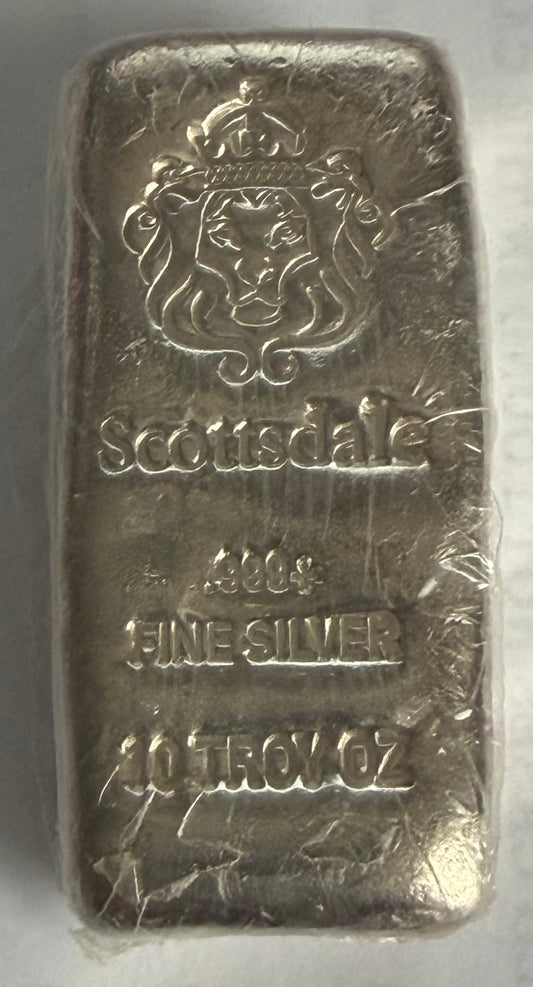 Scottsdale
.999+
FINE SILVER
10 TROY OZ